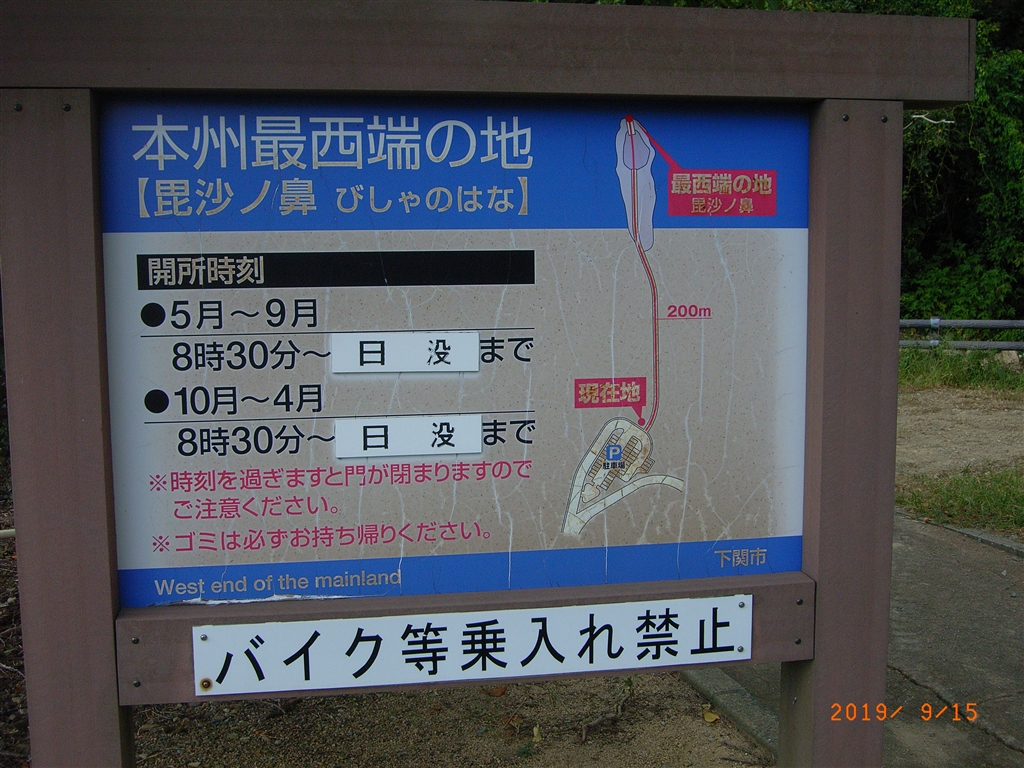 本州最西端の地
【毘沙ノ鼻 びしゃのはな】
開所時刻
●5月～9月
8時30分～日 没まで
●10月～4月
8時30分～日 没まで
※時刻を過ぎますと門が閉まりますので
ご注意ください。
※ゴミは必ずお持ち帰りください。
最西端の地
毘沙ノ鼻
200m
現在地
P
駐車場
West end of the mainland
下関市
バイク等乗入れ禁止
2019/ 9/15